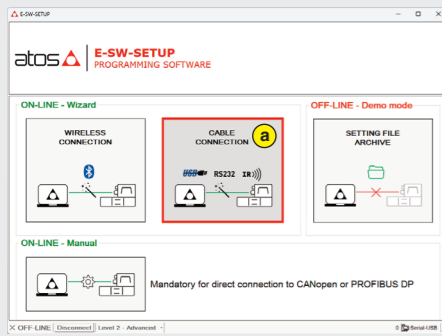 E-SW-SETUP
atos
E-SW-SETUP
PROGRAMMING SOFTWARE
ON-LINE - Wizard
OFF-LINE - Demo mode
WIRELESS
CONNECTION
CABLE
CONNECTION
a
SETTING FILE
ARCHIVE
USB RS232 IR
ON-LINE - Manual
Mandatory for direct connection to CANopen or PROFIBUS DP
OFF-LINE Disconnect Level 2 - Advanced
Serial-USB